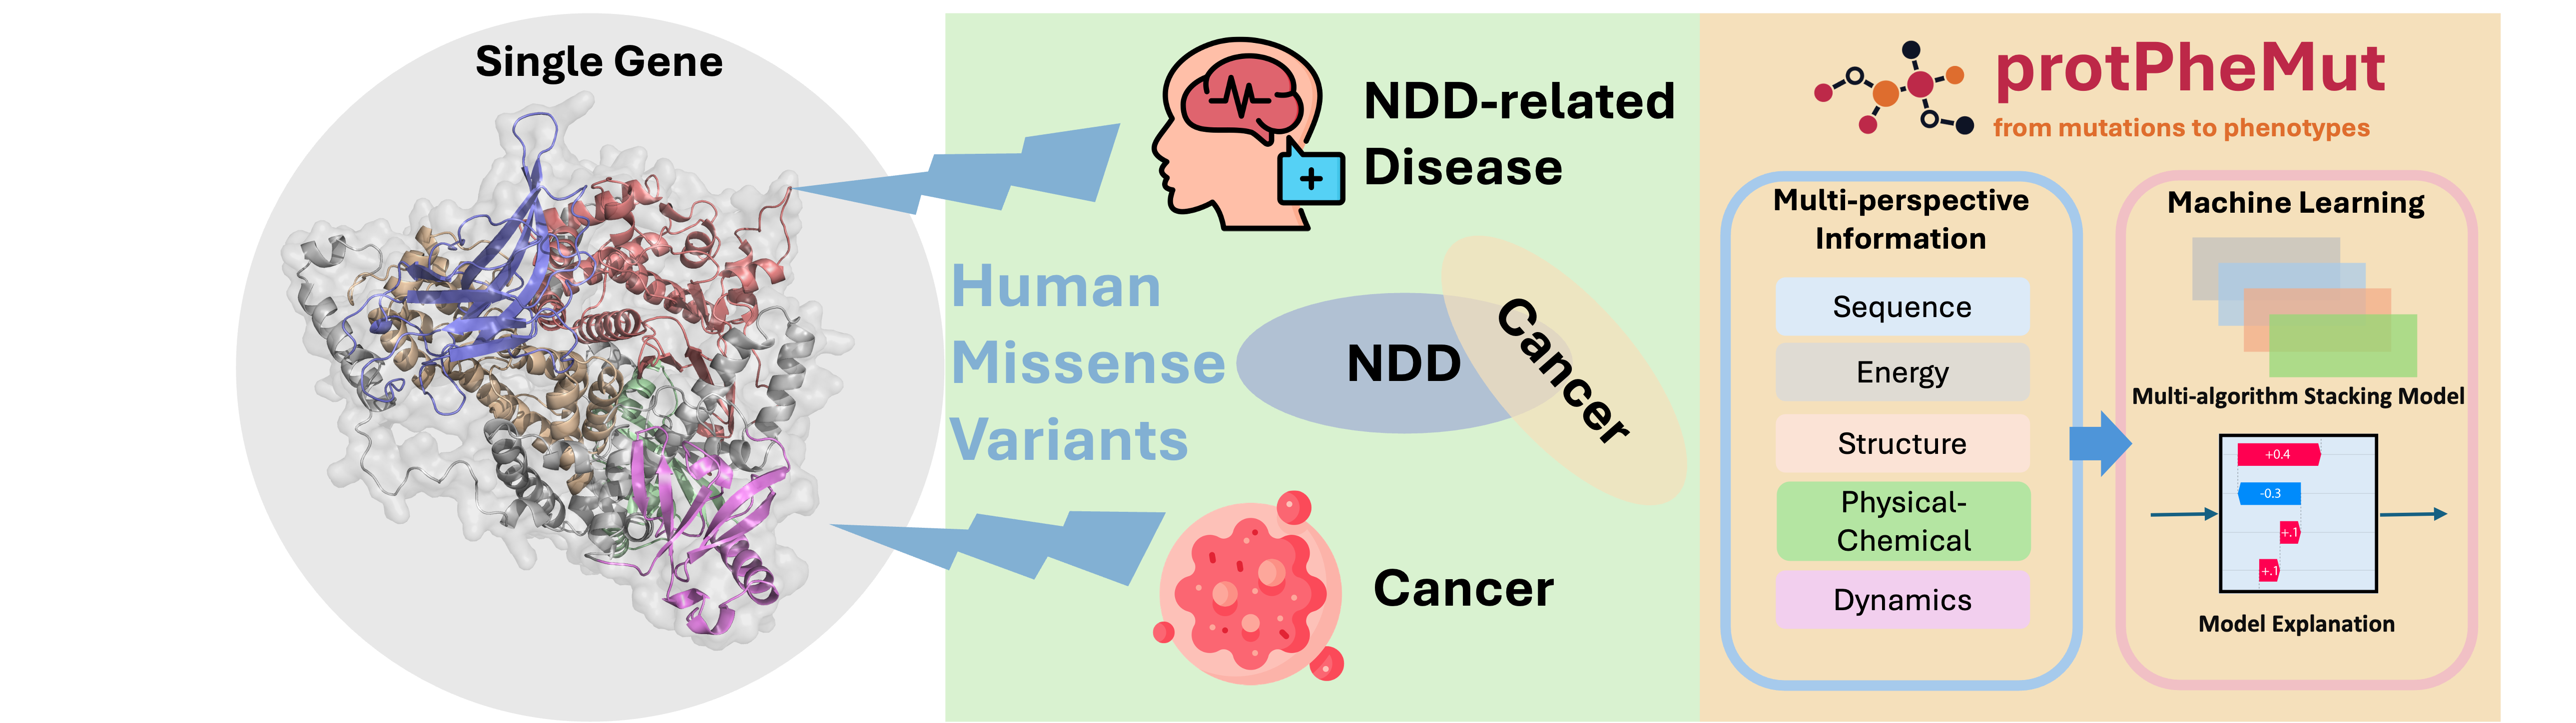 Single Gene
NDD-related
Disease
Human
Missense
Variants
NDD
Cancer
Cancer
protPheMut
from mutations to phenotypes
Multi-perspective
Information
Sequence
Energy
Structure
Physical-
Chemical
Dynamics
Machine Learning
Multi-algorithm Stacking Model
+0.4
-0.3
+.1
+.1
Model Explanation